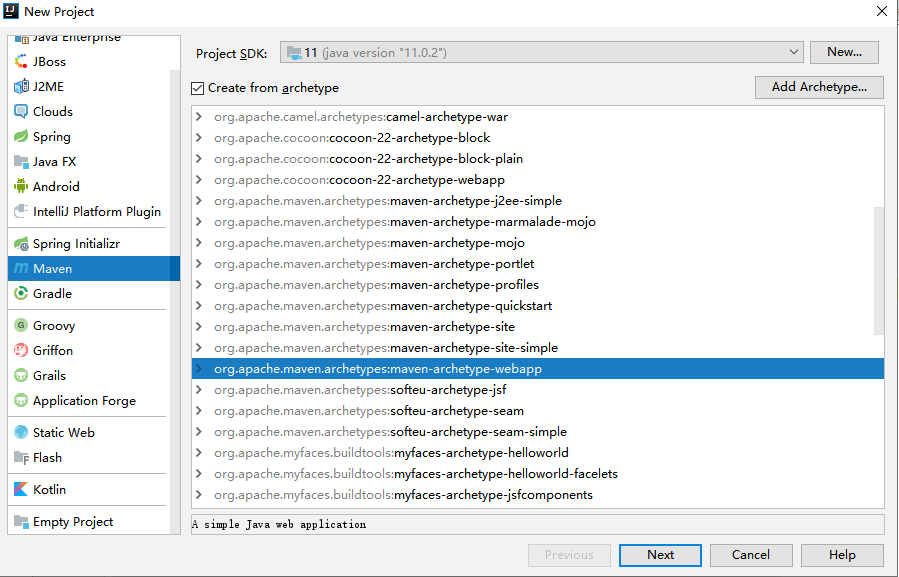 New Project
Java Enterprise
JBoss
J2ME
Clouds
Spring
Java FX
Android
IntelliJ Platform Plugin
Spring Initializr
Maven
Gradle
Groovy
Griffon
Grails
Application Forge
Static Web
Flash
Kotlin
Empty Project
Project SDK: 11 (java version "11.0.2") New...
Create from archetype Add Archetype...
org.apache.camel.archetypes:camel-archetype-war
org.apache.cocoon:cocoon-22-archetype-block
org.apache.cocoon:cocoon-22-archetype-block-plain
org.apache.cocoon:cocoon-22-archetype-webapp
org.apache.maven.archetypes:maven-archetype-j2ee-simple
org.apache.maven.archetypes:maven-archetype-marmalade-mojo
org.apache.maven.archetypes:maven-archetype-mojo
org.apache.maven.archetypes:maven-archetype-portlet
org.apache.maven.archetypes:maven-archetype-profiles
org.apache.maven.archetypes:maven-archetype-quickstart
org.apache.maven.archetypes:maven-archetype-site
org.apache.maven.archetypes:maven-archetype-site-simple
org.apache.maven.archetypes:maven-archetype-webapp
org.apache.maven.archetypes:softeu-archetype-jsf
org.apache.maven.archetypes:softeu-archetype-seam
org.apache.maven.archetypes:softeu-archetype-seam-simple
org.apache.myfaces.buildtools:myfaces-archetype-helloworld
org.apache.myfaces.buildtools:myfaces-archetype-helloworld-facelets
org.apache.myfaces.buildtools:myfaces-archetype-jsfcomponents
A simple Java web application
Previous Next Cancel Help